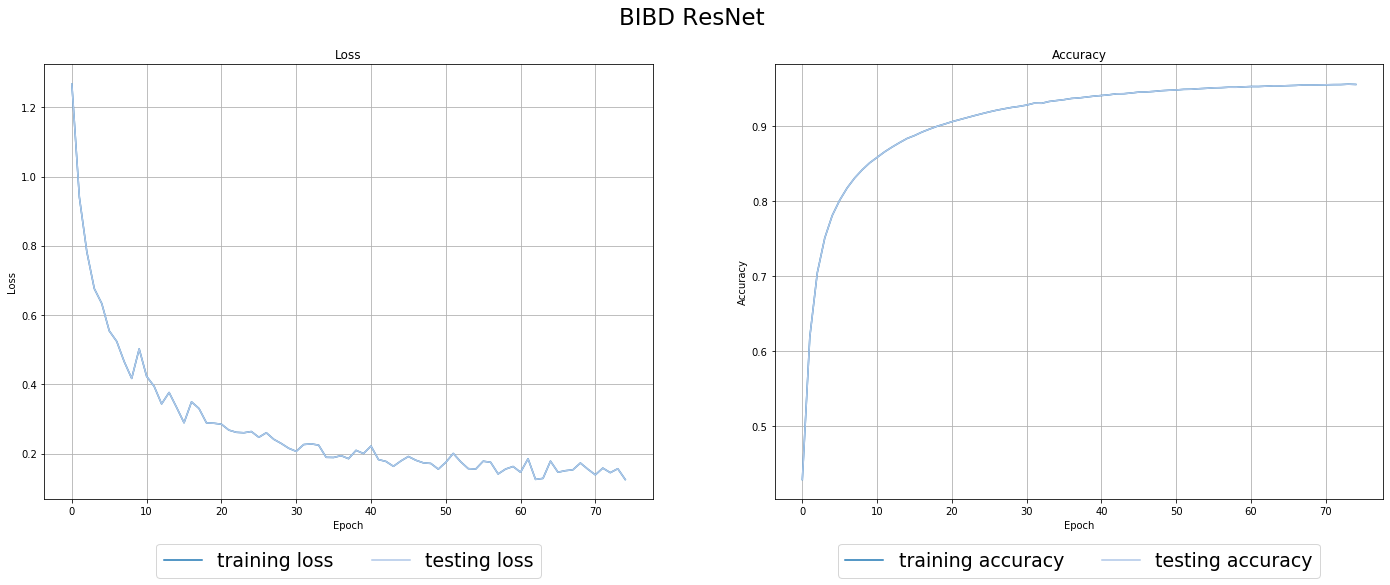 BIBD ResNet
Loss
Loss
1.2
1.0
0.8
0.6
0.4
0.2
0 10 20 30 40 50 60 70
Epoch
training loss testing loss
Accuracy
Accuracy
0.9
0.8
0.7
0.6
0.5
0 10 20 30 40 50 60 70
Epoch
training accuracy testing accuracy